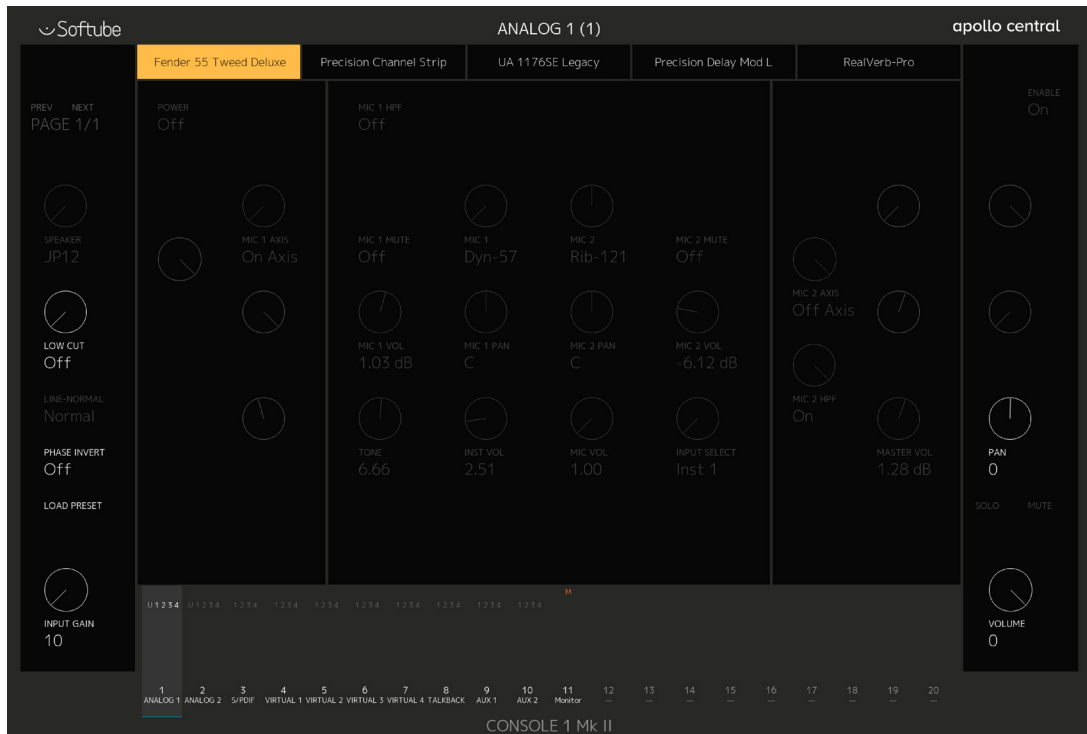 Softube
ANALOG 1 (1)
apollo central
Fender 55 Tweed Deluxe
Precision Channel Strip
UA 1176SE Legacy
Precision Delay Mod L
RealVerb-Pro
PREV NEXT
PAGE 1/1
POWER
Off
MIC 1 HPF
Off
ENABLE
On
SPEAKER
JP12
MIC 1 AXIS
On Axis
MIC 1 MUTE
Off
MIC 1
Dyn-57
MIC 2
Rib-121
MIC 2 MUTE
Off
MIC 2 AXIS
Off Axis
LOW CUT
Off
MIC 1 VOL
1.03 dB
MIC 1 PAN
C
MIC 2 PAN
C
MIC 2 VOL
-6.12 dB
MIC 2 HPF
On
LINE-NORMAL
Normal
PHASE INVERT
Off
TONE
6.66
INST VOL
2.51
MIC VOL
1.00
INPUT SELECT
Inst 1
MASTER VOL
1.28 dB
PAN
0
LOAD PRESET
SOLO MUTE
INPUT GAIN
10
VOLUME
0
M
U1234 U1234 1234 1234 1234 1234 1234 1234 1234 1234
1 2 3 4 5 6 7 8 9 10 11 12 13 14 15 16 17 18 19 20
ANALOG 1 ANALOG 2 S/PDIF VIRTUAL 1 VIRTUAL 2 VIRTUAL 3 VIRTUAL 4 TALKBACK AUX 1 AUX 2 Monitor — — — — — — — — —
CONSOLE 1 Mk II